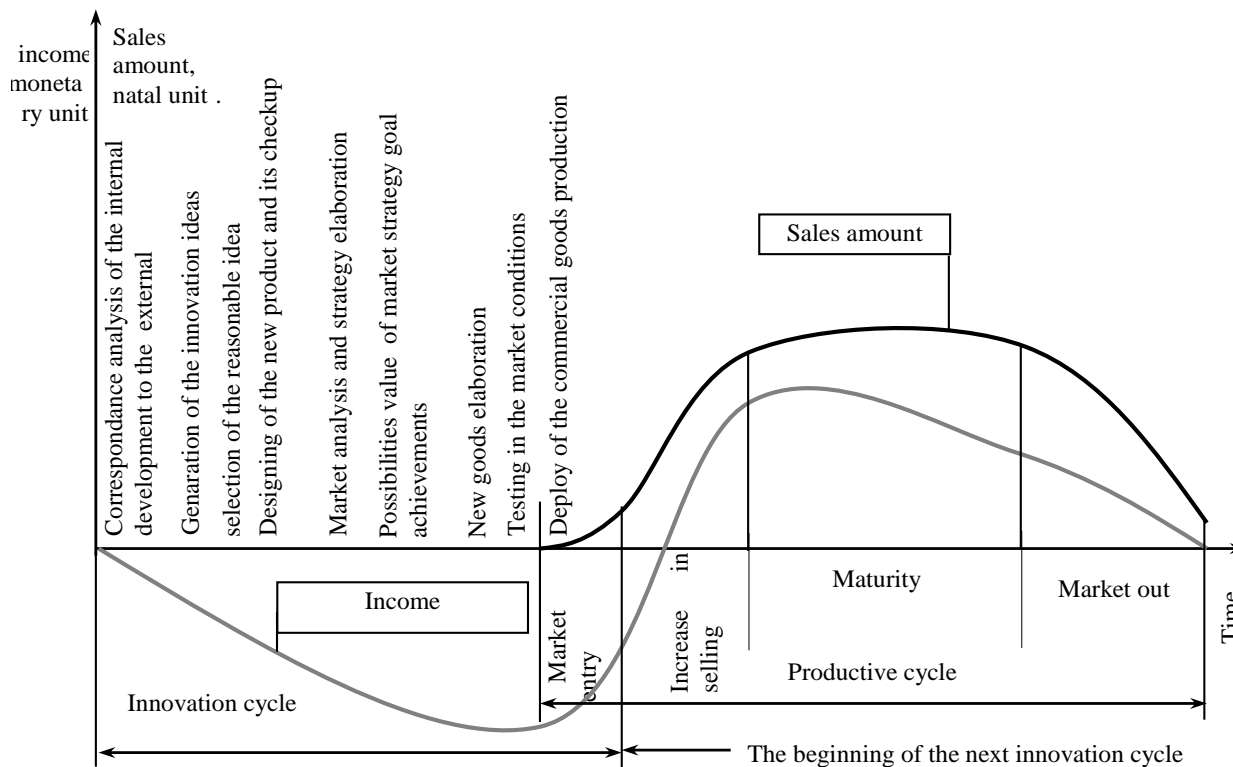 income
moneta
ry unit
Sales
amount,
natal unit .
Correspondance analysis of the internal
development to the external
Genaration of the innovation ideas
selection of the reasonable idea
Designing of the new product and its checkup
Market analysis and strategy elaboration
Possibilities value of market strategy goal
achievements
New goods elaboration
Testing in the market conditions
Deploy of the commercial goods production
Sales amount
Income
Market
entry
Increase in
selling
Maturity
Market out
Time
Innovation cycle
Productive cycle
The beginning of the next innovation cycle